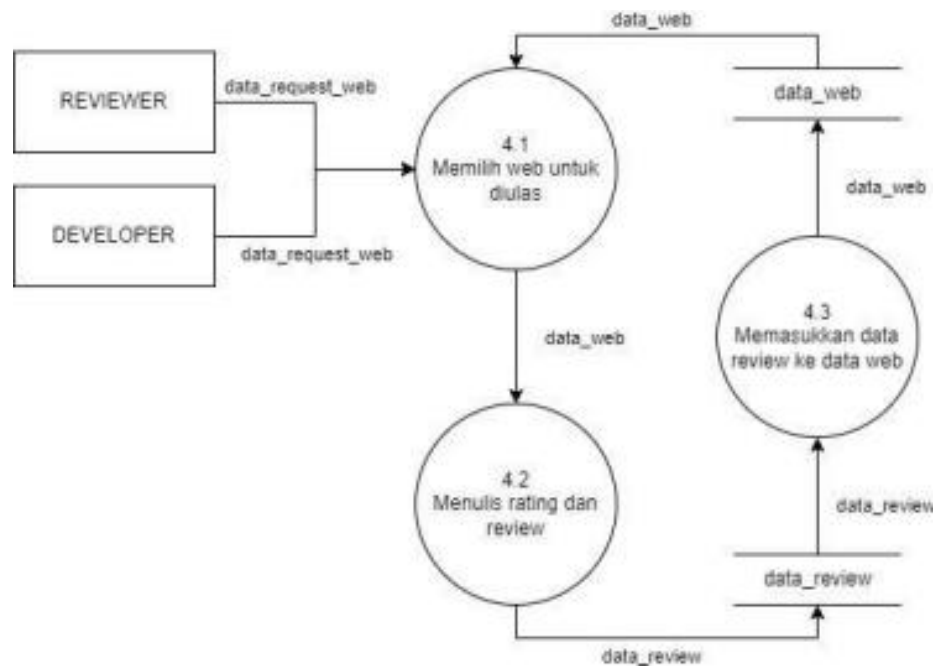 data_web
REVIEWER
data_request_web
data_web
4.1
Memilih web untuk
diulas
data_web
DEVELOPER
data_request_web
4.3
Memasukkan data
review ke data web
data_web
4.2
Menulis rating dan
review
data_review
data_review
data_review